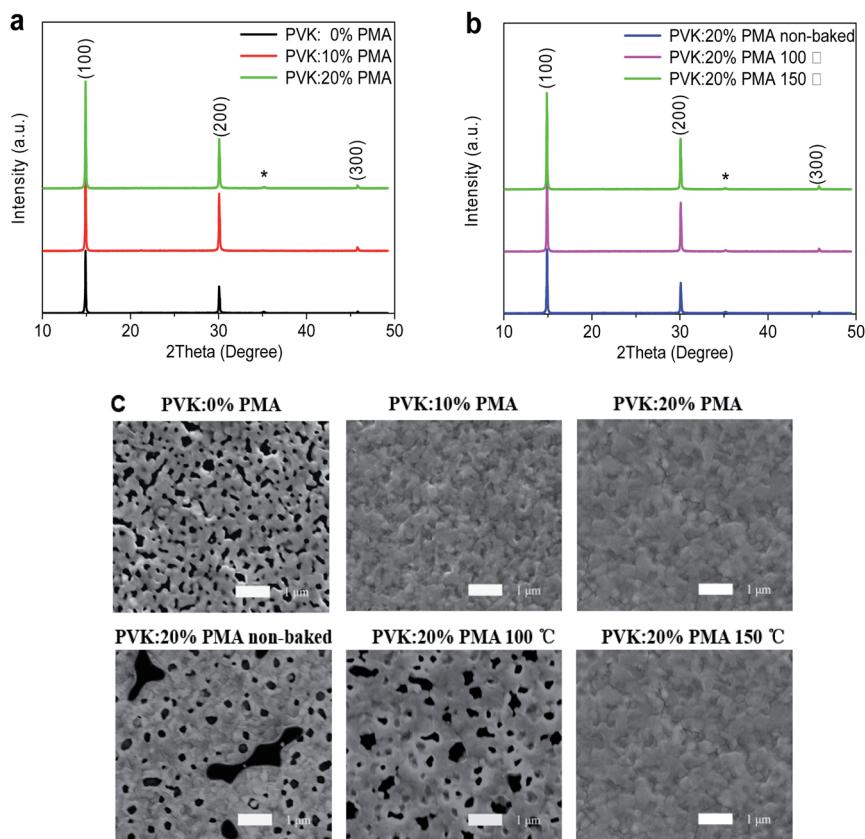 a
PVK: 0% PMA
PVK:10% PMA
PVK:20% PMA
(100)
(200)
(300)
*
Intensity (a.u.)
10 20 30 40 50
2Theta (Degree)
b
PVK:20% PMA non-baked
PVK:20% PMA 100 □
PVK:20% PMA 150 □
(100)
(200)
(300)
*
Intensity (a.u.)
10 20 30 40 50
2Theta (Degree)
c
PVK:0% PMA
PVK:10% PMA
PVK:20% PMA
1 μm
1 μm
1 μm
PVK:20% PMA non-baked
PVK:20% PMA 100 ℃
PVK:20% PMA 150 ℃
1 μm
1 μm
1 μm